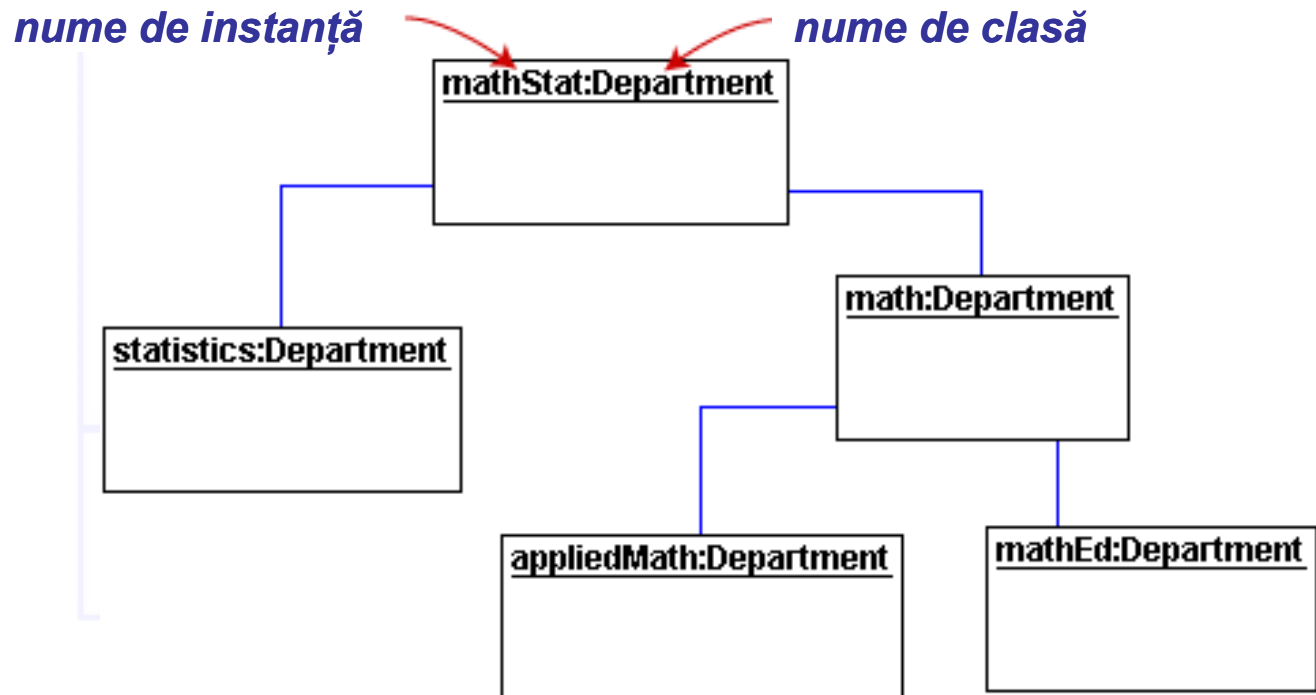 nume de instanță
nume de clasă
mathStat:Department
math:Department
statistics:Department
appliedMath:Department
mathEd:Department